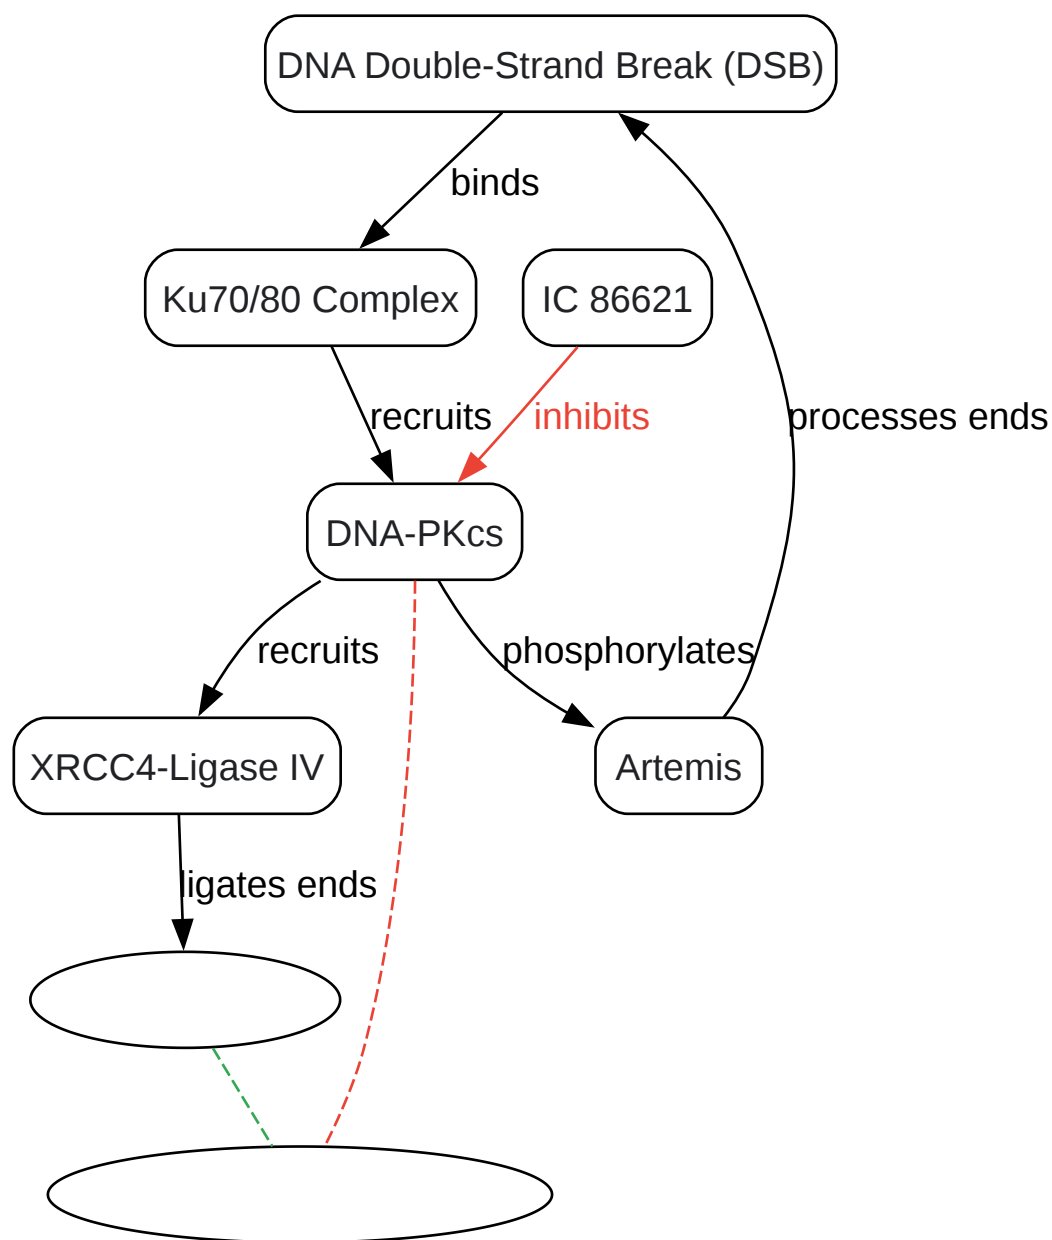 DNA Double-Strand Break (DSB)
binds
Ku70/80 Complex
IC 86621
recruits
inhibits
processes ends
DNA-PKcs
recruits
phosphorylates
XRCC4-Ligase IV
Artemis
ligates ends